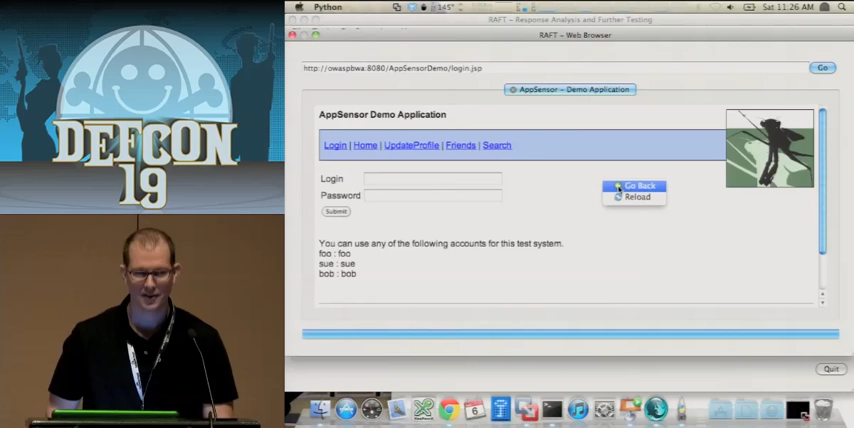 DEFCON
19
Python
145°
Sat 11:26 AM
RAFT - Response Analysis and Further Testing
RAFT - Web Browser
http://owaspbwa:8080/AppSensorDemo/login.jsp
Go
AppSensor - Demo Application
AppSensor Demo Application
Login | Home | UpdateProfile | Friends | Search
Login
Password
Submit
Go Back
Reload
You can use any of the following accounts for this test system.
foo : foo
sue : sue
bob : bob
Quit
6